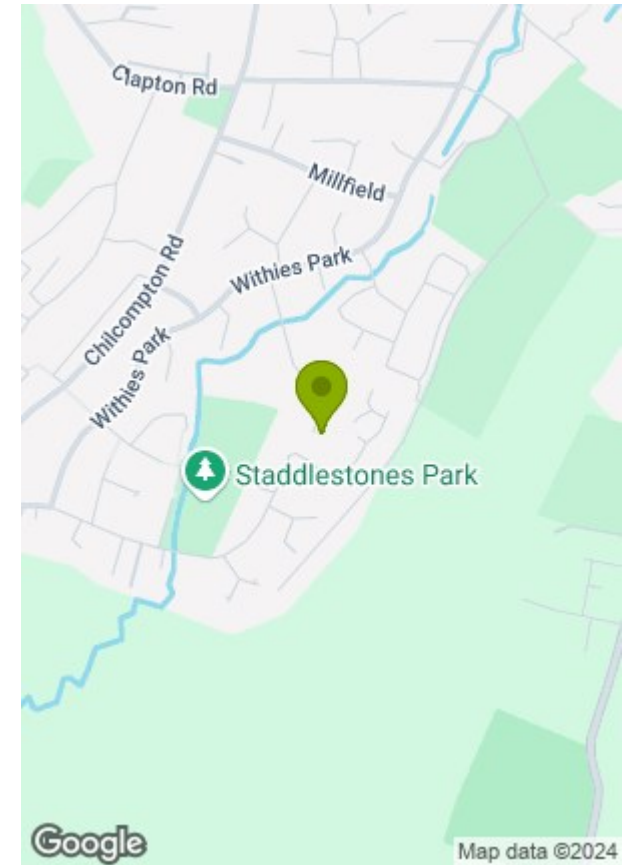 Clapton Rd
Millfield
Withies Park
Chilcompton Rd
Withies Park
Staddlestones Park
Google
Map data ©2024